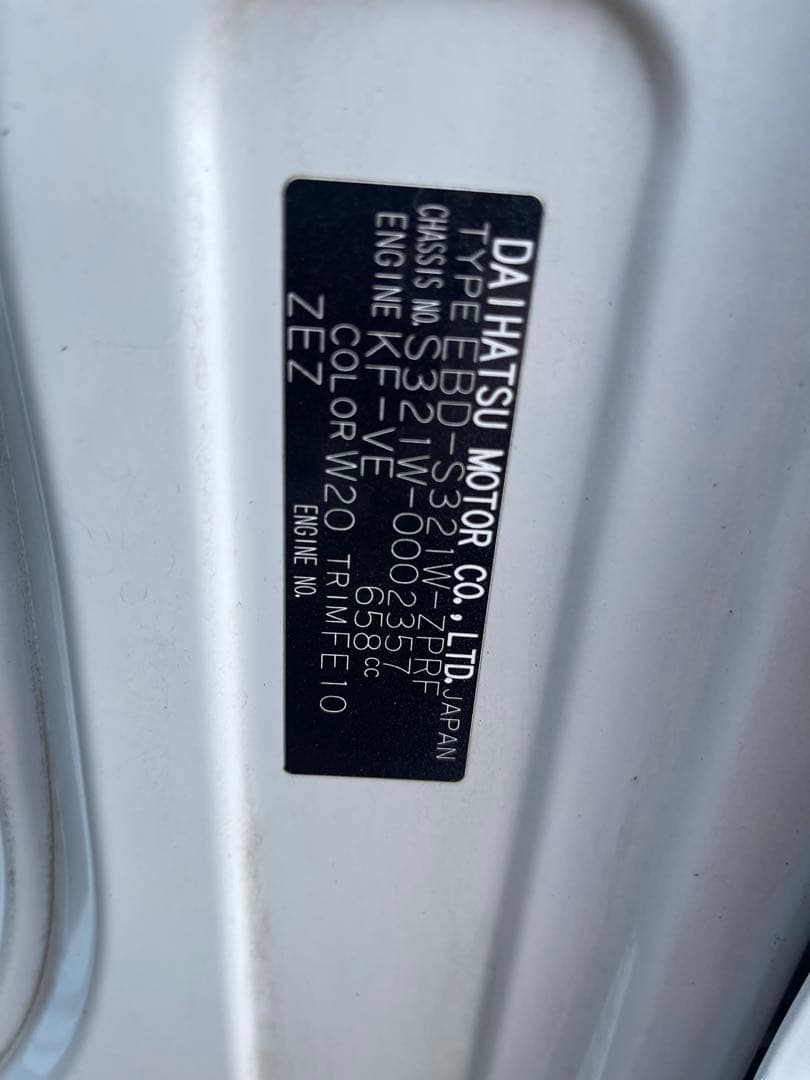 DAIHATSU MOTOR CO., LTD. JAPAN
TYPE EBD-S321W-ZPRF
CHASSIS NO. S321W-0002357
ENGINE KF-VE 658cc
COLOR W20 TRIM FE10
ZEZ ENGINE NO.